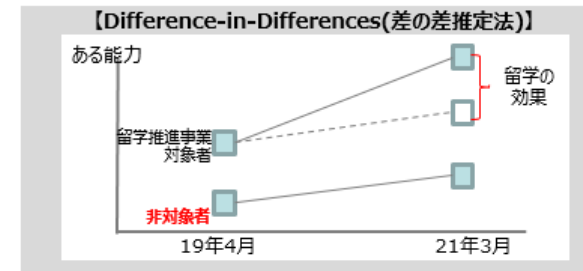 【Difference-in-Differences(差の差推定法)】
ある能力
留学の
効果
留学推進事業
対象者
非対象者
19年4月
21年3月